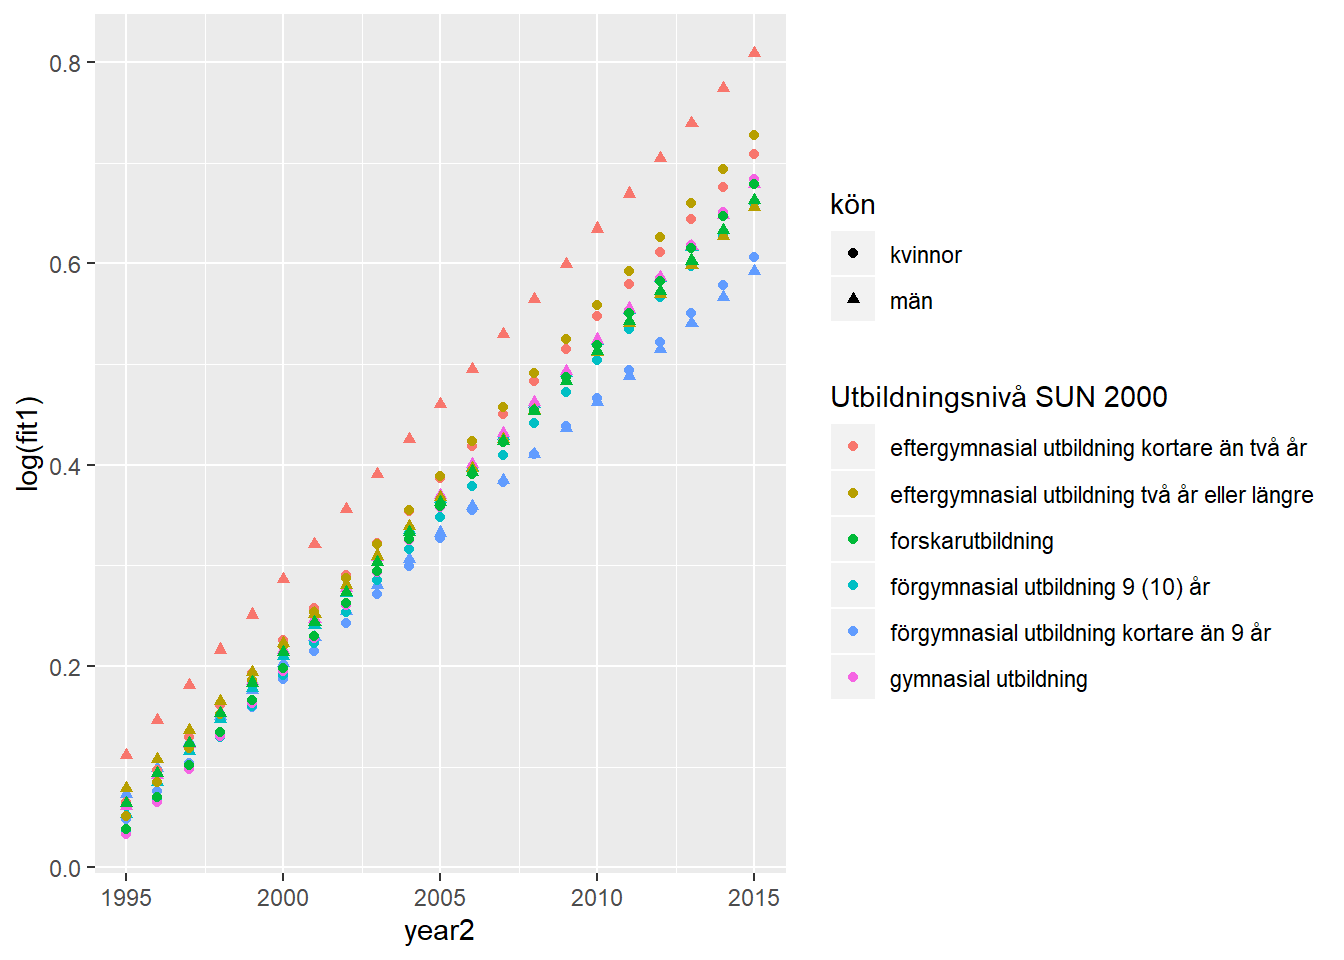 0.8
0.6
0.4
0.2
0.0
log(fit1)
1995 2000 2005 2010 2015
year2
kön
kvinnor
män
Utbildningsnivå SUN 2000
eftergymnasial utbildning kortare än två år
eftergymnasial utbildning två år eller längre
forskarutbildning
förgymnasial utbildning 9 (10) år
förgymnasial utbildning kortare än 9 år
gymnasial utbildning